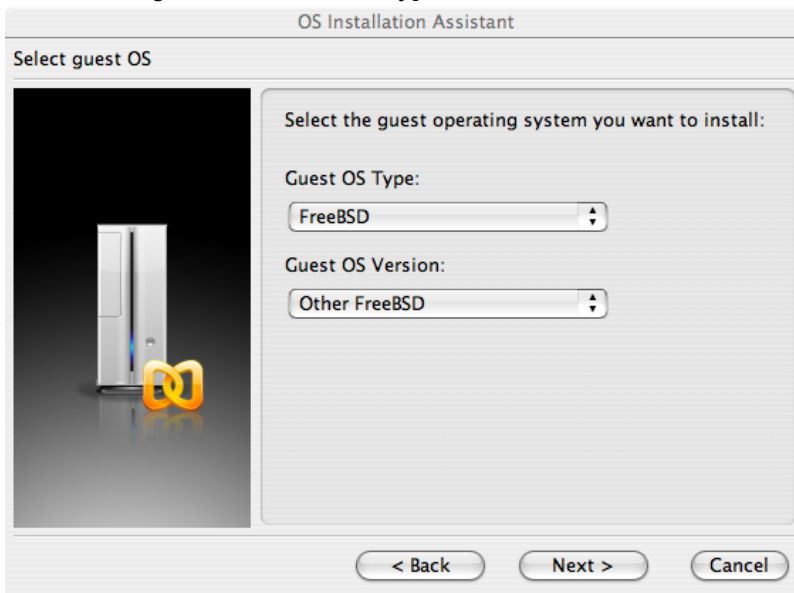 OS Installation Assistant
Select guest OS
Select the guest operating system you want to install:
Guest OS Type:
FreeBSD
Guest OS Version:
Other FreeBSD
< Back
Next >
Cancel